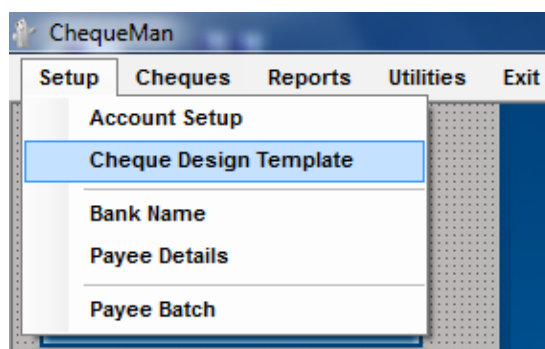 ChequeMan
Setup Cheques Reports Utilities Exit
Account Setup
Cheque Design Template
Bank Name
Payee Details
Payee Batch